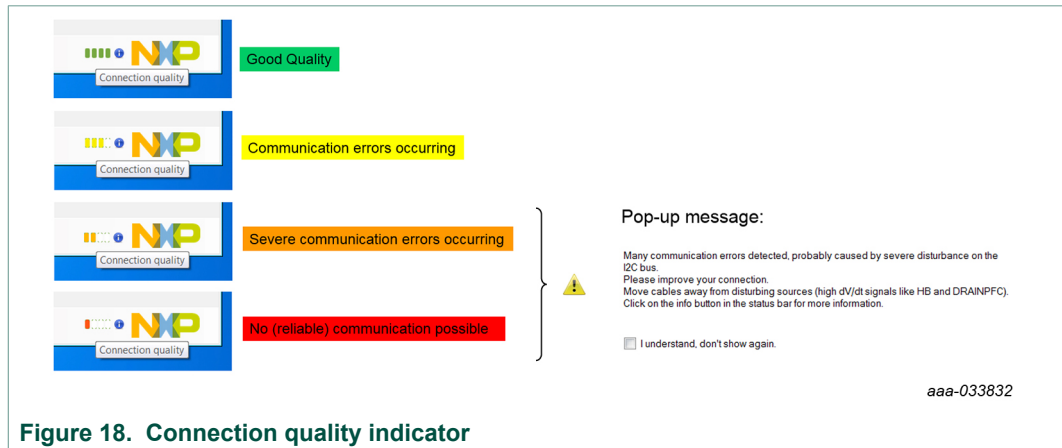 NXP
Connection quality
Good Quality
NXP
Connection quality
Communication errors occurring
NXP
Connection quality
Severe communication errors occurring
NXP
Connection quality
No (reliable) communication possible
Pop-up message:
Many communication errors detected, probably caused by severe disturbance on the
I2C bus.
Please improve your connection.
Move cables away from disturbing sources (high dV/dt signals like HB and DRAINPFC).
Click on the info button in the status bar for more information.
I understand, don't show again.
aaa-033832
Figure 18. Connection quality indicator